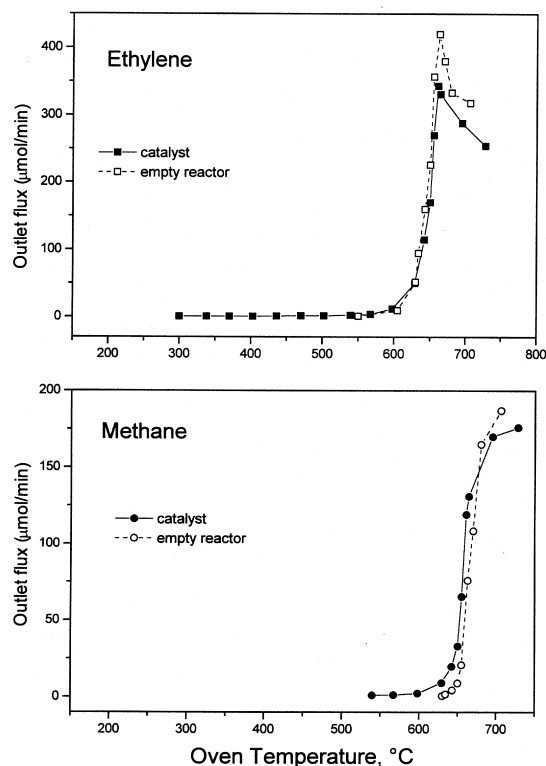 Ethylene
Outlet flux (μmol/min)
400
300
200
100
0
catalyst
empty reactor
200
300
400
500
600
700
800
Methane
Outlet flux (μmol/min)
200
150
100
50
0
catalyst
empty reactor
200
300
400
500
600
700
Oven Temperature, °C